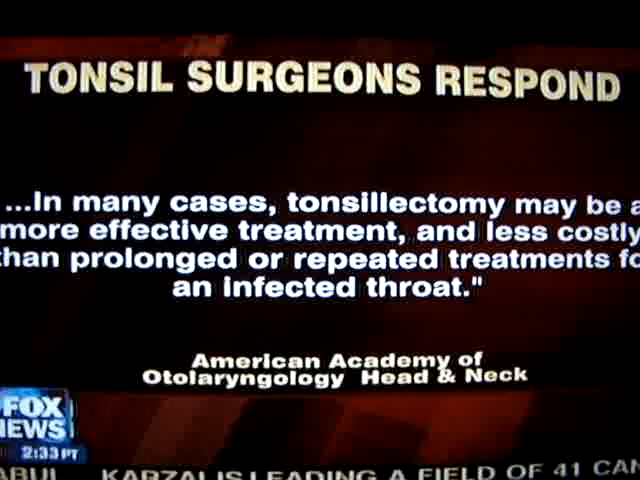 TONSIL SURGEONS RESPOND
...In many cases, tonsillectomy may be a
more effective treatment, and less costly
than prolonged or repeated treatments fo
an infected throat."
American Academy of
Otolaryngology Head & Neck
FOX
NEWS
2:33 PT
ABUL KARZAI IS LEADING A FIELD OF 41 CAN